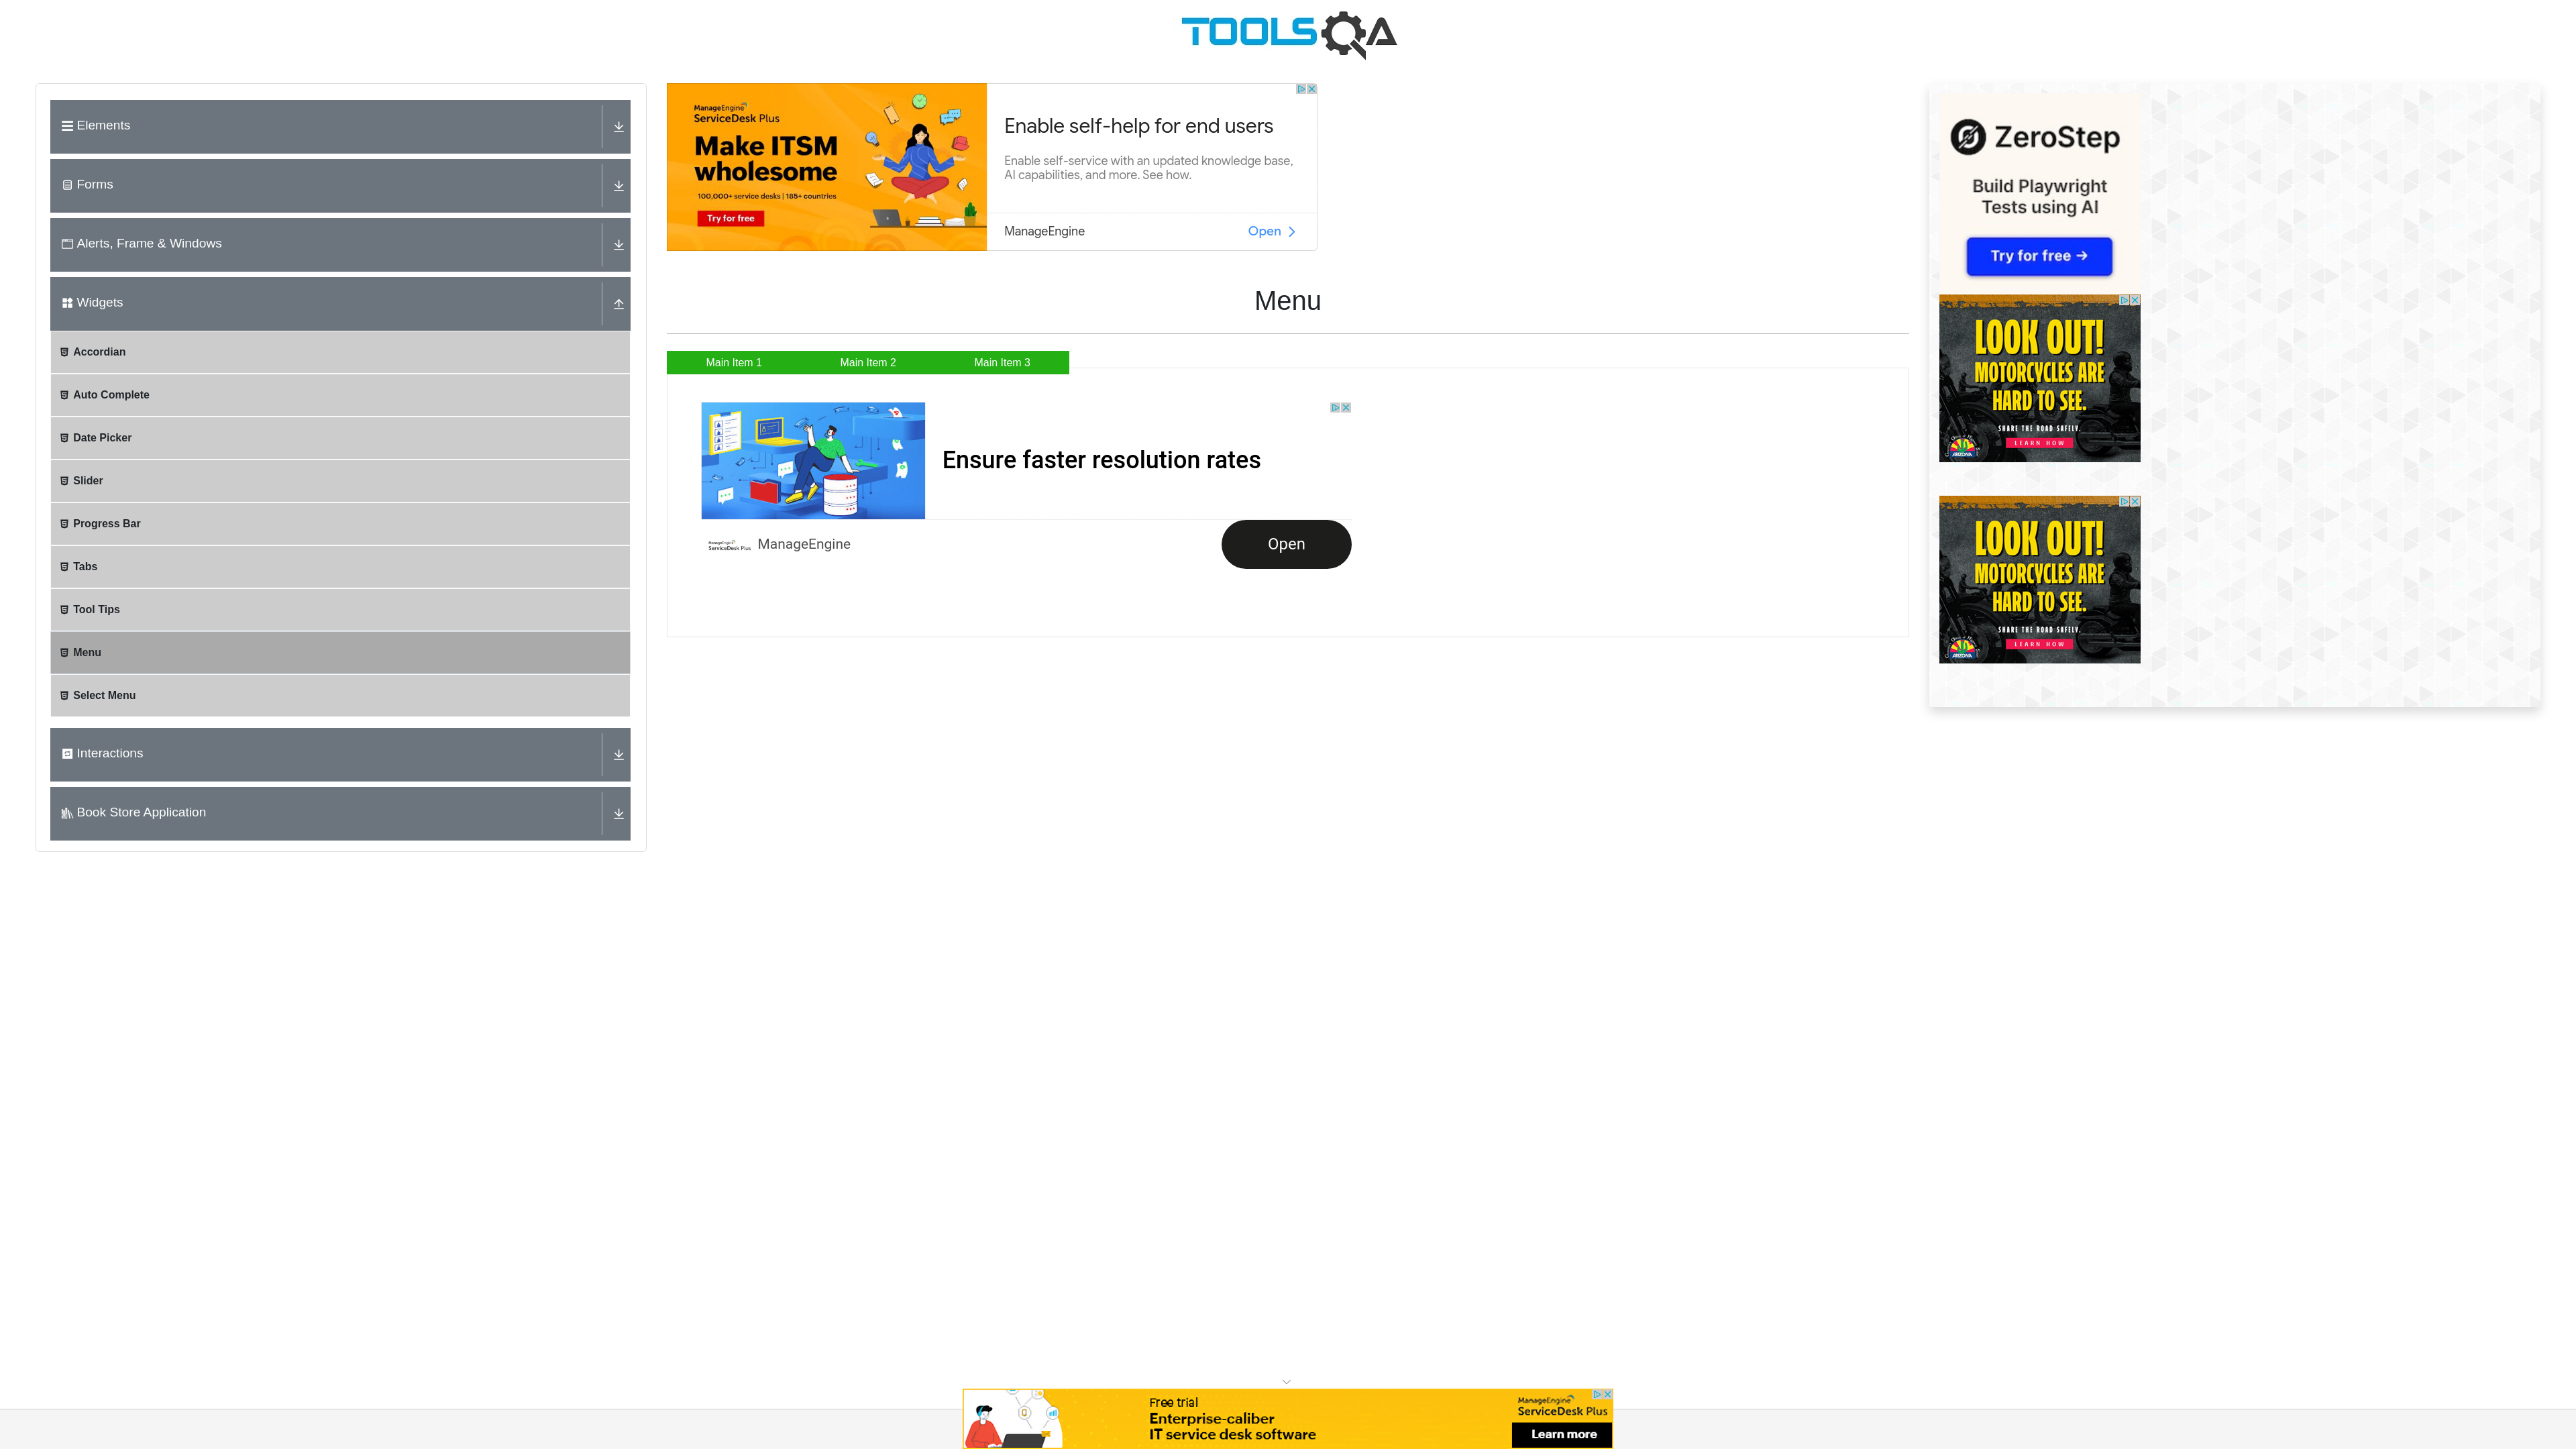 TOOLSQA
Elements
Forms
Alerts, Frame & Windows
Widgets
Accordian
Auto Complete
Date Picker
Slider
Progress Bar
Tabs
Tool Tips
Menu
Select Menu
Interactions
Book Store Application
ManageEngine
ServiceDesk Plus
Make ITSM
wholesome
100,000+ service desks | 185+ countries
Try for free
Enable self-help for end users
Enable self-service with an updated knowledge base,
AI capabilities, and more. See how.
ManageEngine
Open
Menu
Main Item 1
Main Item 2
Main Item 3
Ensure faster resolution rates
ManageEngine
ServiceDesk Plus
ManageEngine
Open
ZeroStep
Build Playwright
Tests using AI
Try for free →
LOOK OUT!
MOTORCYCLES ARE
HARD TO SEE.
SHARE THE ROAD SAFELY.
LEARN HOW
ARIZONA
LOOK OUT!
MOTORCYCLES ARE
HARD TO SEE.
SHARE THE ROAD SAFELY.
LEARN HOW
ARIZONA
Free trial
Enterprise-caliber
IT service desk software
ManageEngine
ServiceDesk Plus
Learn more